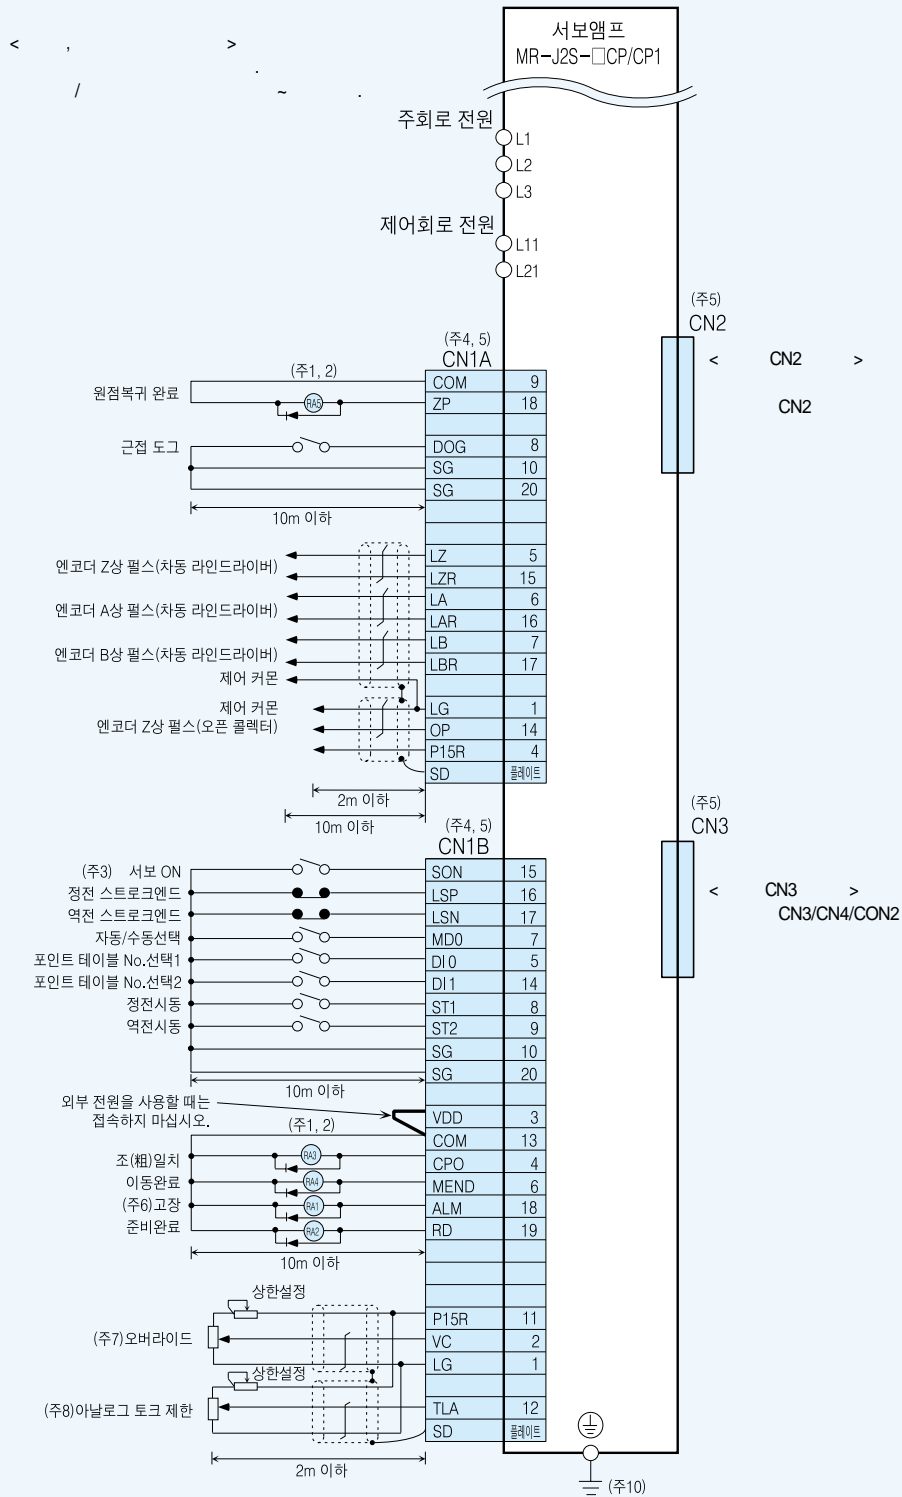 < , >
.
/ ~ .
서보앰프
MR-J2S-□CP/CP1
주회로 전원
L1
L2
L3
제어회로 전원
L11
L21
(주5)
CN2
< CN2 >
CN2
(주4, 5)
CN1A
(주1, 2)
원점복귀 완료
RA5
COM 9
ZP 18
근접 도그
DOG 8
SG 10
SG 20
10m 이하
엔코더 Z상 펄스(차동 라인드라이버)
LZ 5
LZR 15
엔코더 A상 펄스(차동 라인드라이버)
LA 6
LAR 16
엔코더 B상 펄스(차동 라인드라이버)
LB 7
LBR 17
제어 커몬
제어 커몬
LG 1
엔코더 Z상 펄스(오픈 콜렉터)
OP 14
P15R 4
SD 플레이트
2m 이하
10m 이하
(주5)
CN3
< CN3 >
CN3/CN4/CON2
(주4, 5)
CN1B
(주3) 서보 ON
SON 15
정전 스트로크엔드
LSP 16
역전 스트로크엔드
LSN 17
자동/수동선택
MD0 7
포인트 테이블 No.선택1
DI0 5
포인트 테이블 No.선택2
DI1 14
정전시동
ST1 8
역전시동
ST2 9
SG 10
SG 20
10m 이하
외부 전원을 사용할 때는
접속하지 마십시오.
(주1, 2)
VDD 3
COM 13
조(粗)일치
RA3
CPO 4
이동완료
RA4
MEND 6
(주6)고장
RA1
ALM 18
준비완료
RA2
RD 19
10m 이하
상한설정
P15R 11
(주7)오버라이드
VC 2
LG 1
상한설정
(주8)아날로그 토크 제한
TLA 12
SD 플레이트
2m 이하
(주10)